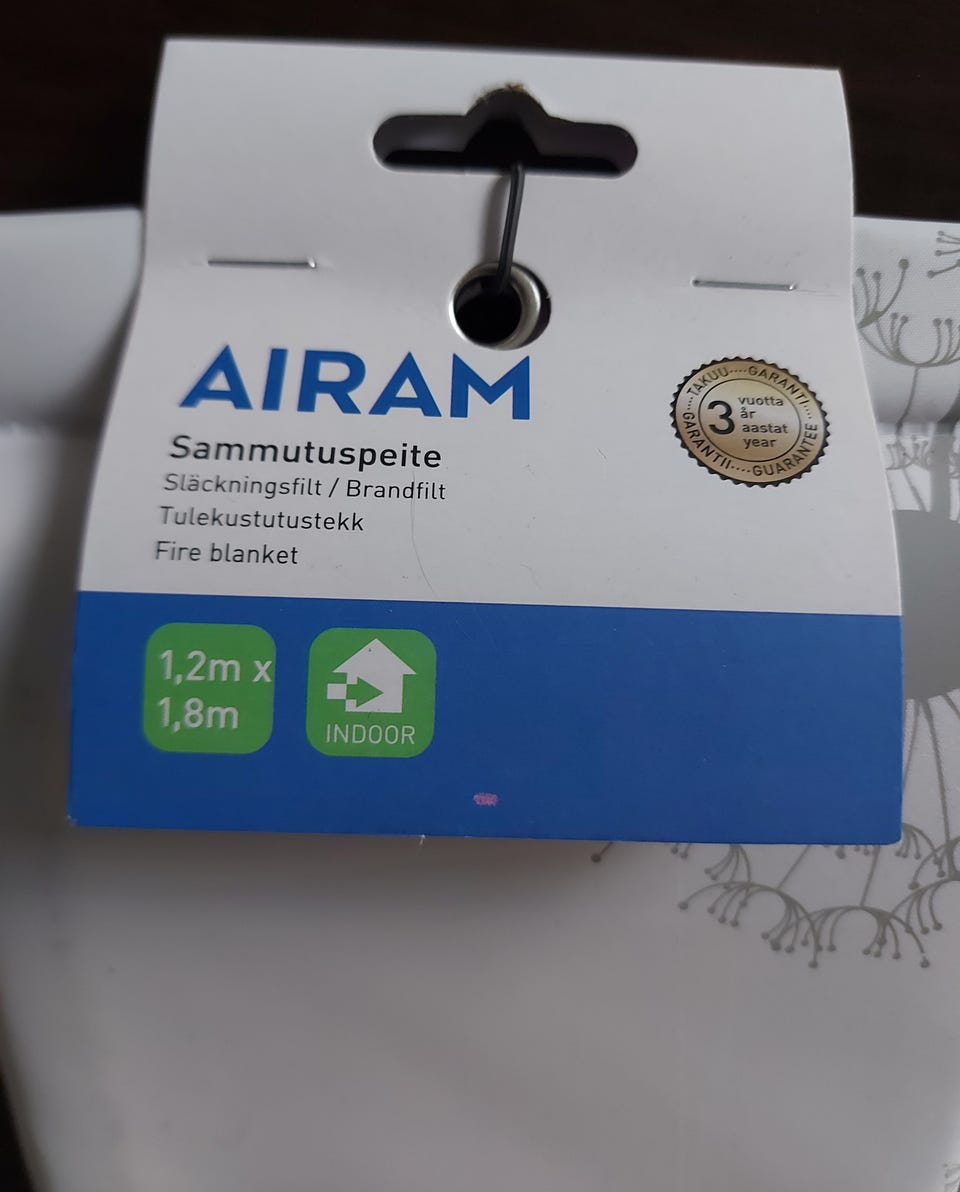 AIRAM
Sammutuspeite
Släckningsfilt / Brandfilt
Tulekustutustekk
Fire blanket
TAKUU....GARANTI....GUARANTEE....GARANTII....
3
vuotta
år
aastat
year
1,2m x
1,8m
INDOOR